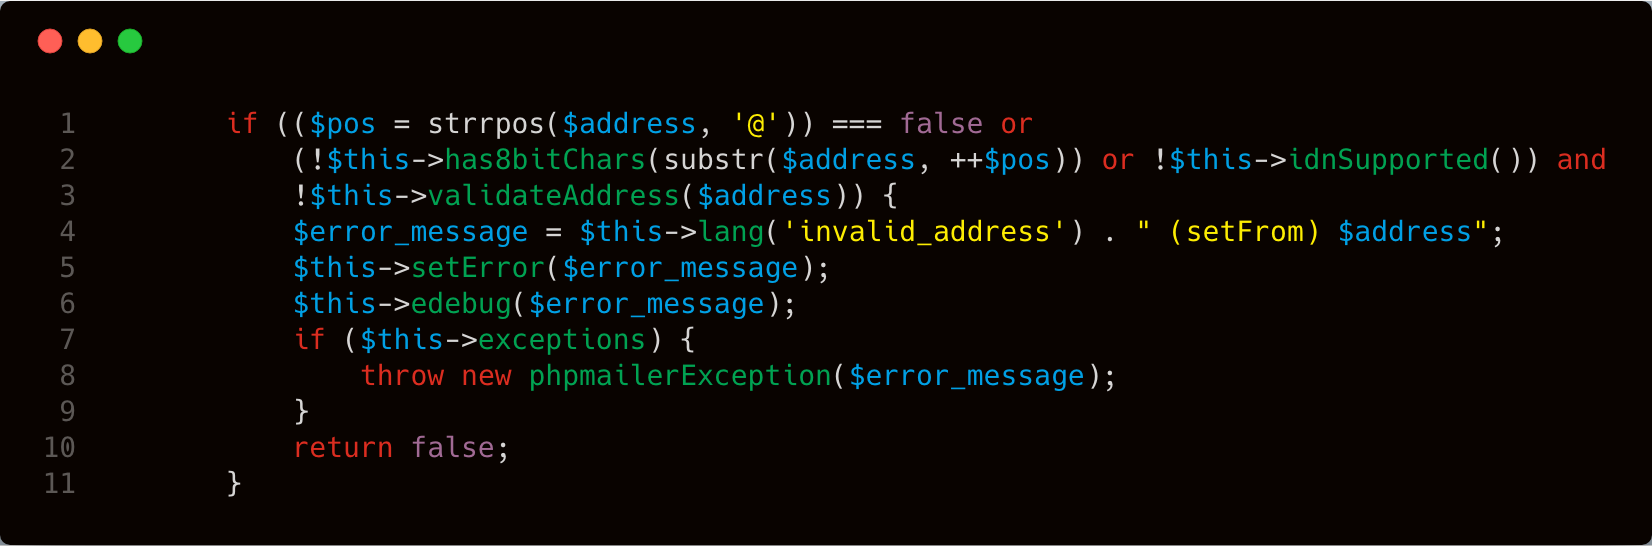 1 if (($pos = strrpos($address, '@')) === false or
2 (!$this->has8bitChars(substr($address, ++$pos)) or !$this->idnSupported()) and
3 !$this->validateAddress($address)) {
4 $error_message = $this->lang('invalid_address') . " (setFrom) $address";
5 $this->setError($error_message);
6 $this->edebug($error_message);
7 if ($this->exceptions) {
8 throw new phpmailerException($error_message);
9 }
10 return false;
11 }